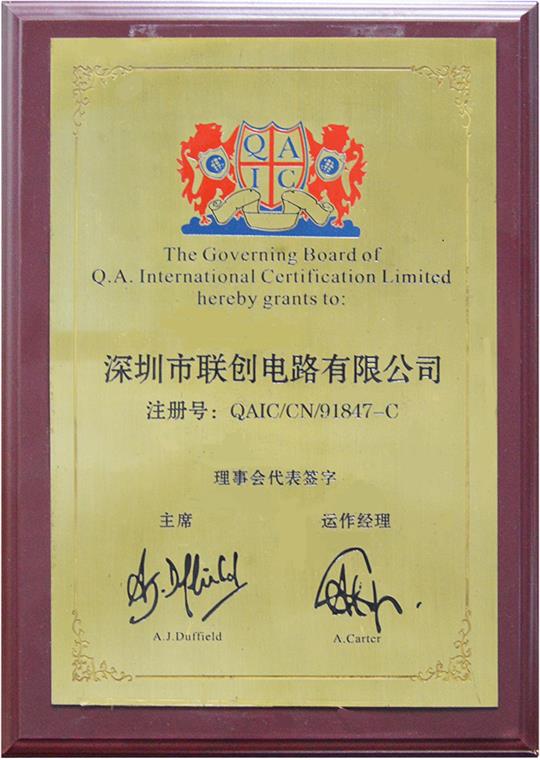 Q A
I C
The Governing Board of
Q.A. International Certification Limited
hereby grants to:
深圳市联创电路有限公司
注册号：QAIC/CN/91847-C
理事会代表签字
主席 运作经理
A.J.Duffield
A.J.Duffield A.Carter